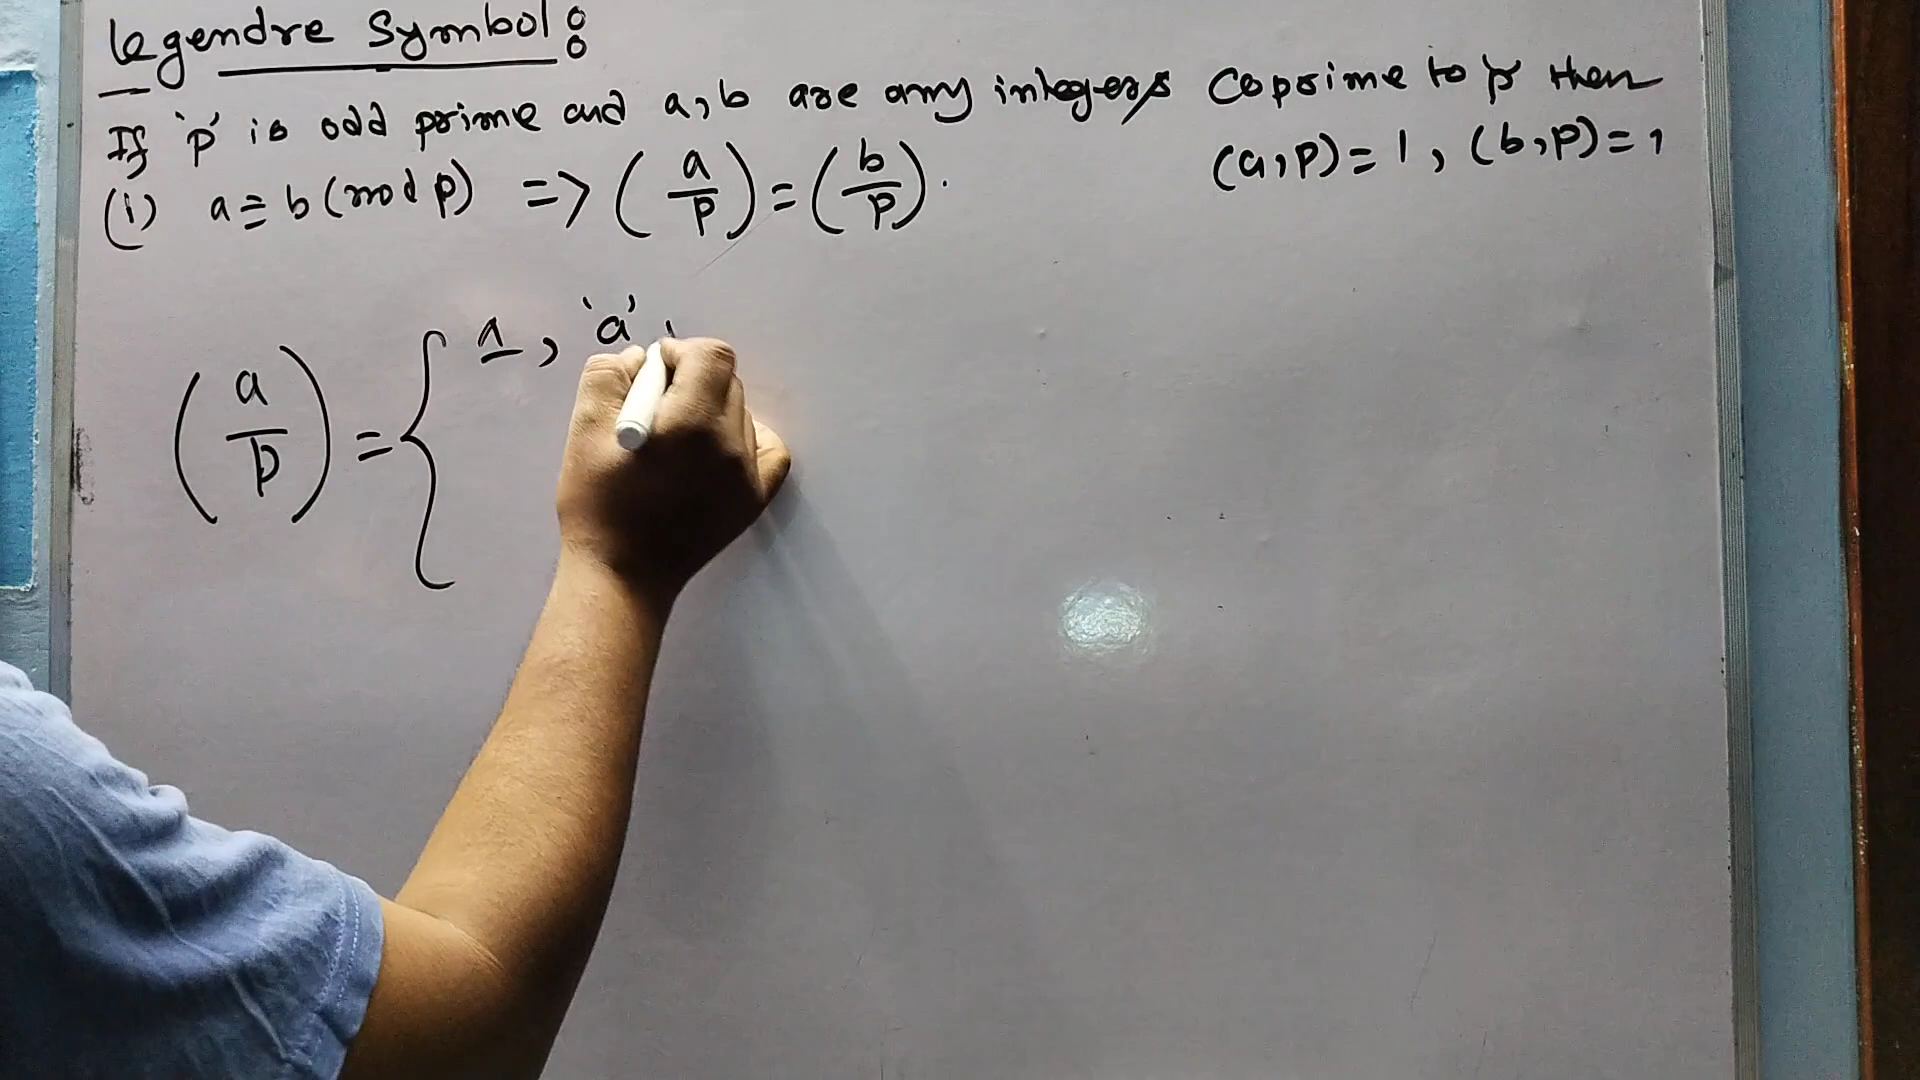 Legendre Symbol:
If 'p' is odd prime and a,b are any integers coprime to 'p' then
(a,p)=1, (b,p)=1
(i) a≡b (mod p) => (a/p) = (b/p).
(a/p) = { 1, 'a'